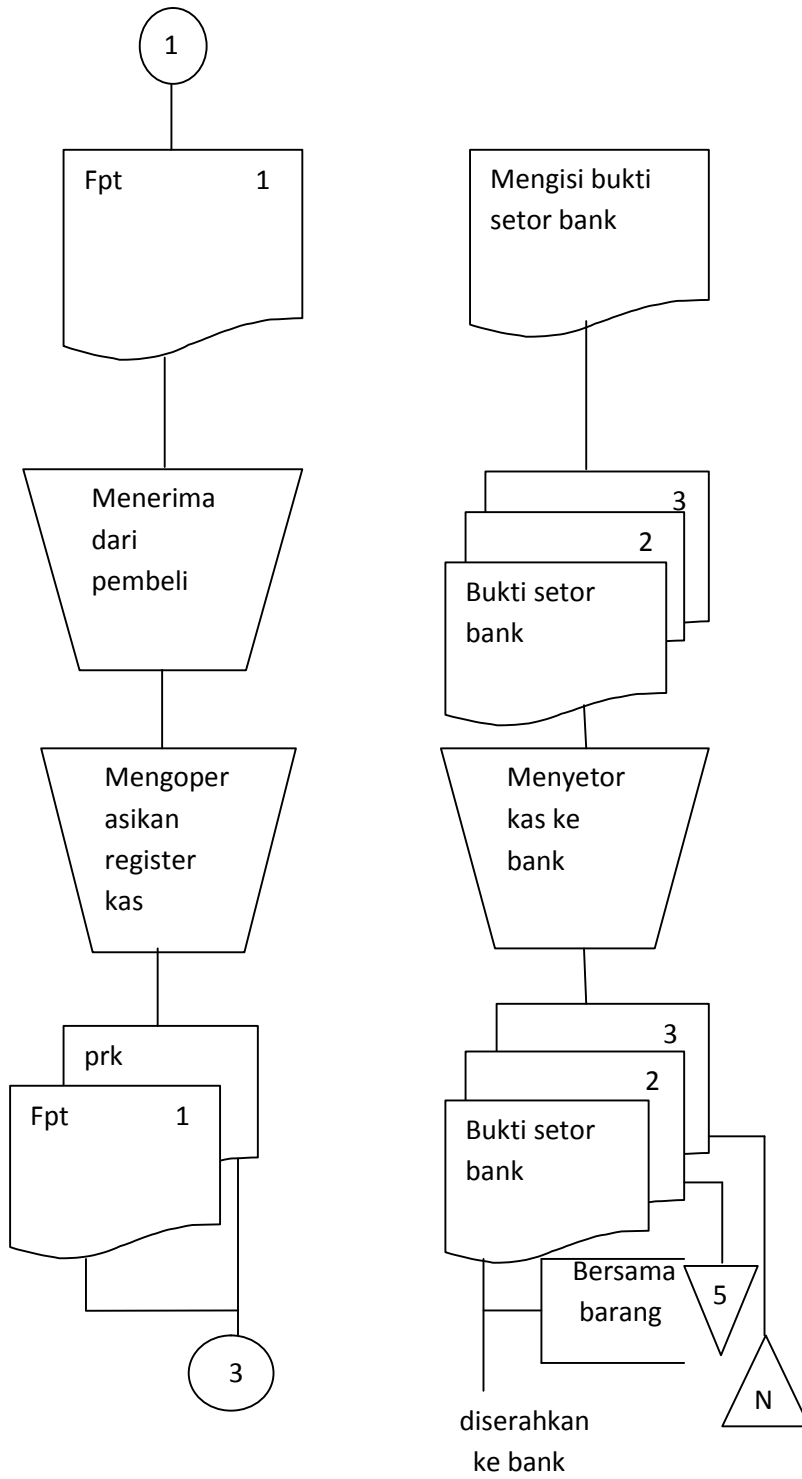 1
Fpt 1
Menerima
dari
pembeli
Mengoper
asikan
register
kas
prk
Fpt 1
3
Mengisi bukti
setor bank
3
2
Bukti setor
bank
Menyetor
kas ke
bank
3
2
Bukti setor
bank
Bersama
barang
5
N
diserahkan
ke bank